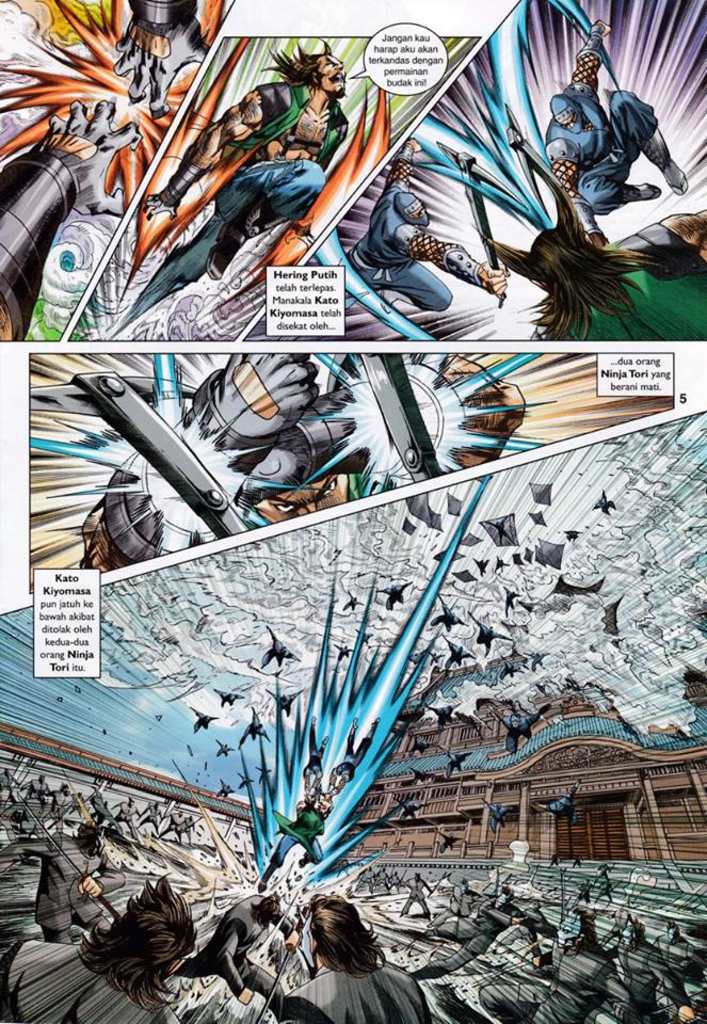 Jangan kau
harap aku akan
terkandas dengan
permainan
budak ini!
Hering Putih
telah terlepas.
Manakala Kato
Kiyomasa telah
disekat oleh...
...dua orang
Ninja Tori yang
berani mati.
5
Kato
Kiyomasa
pun jatuh ke
bawah akibat
ditolak oleh
kedua-dua
orang Ninja
Tori itu.